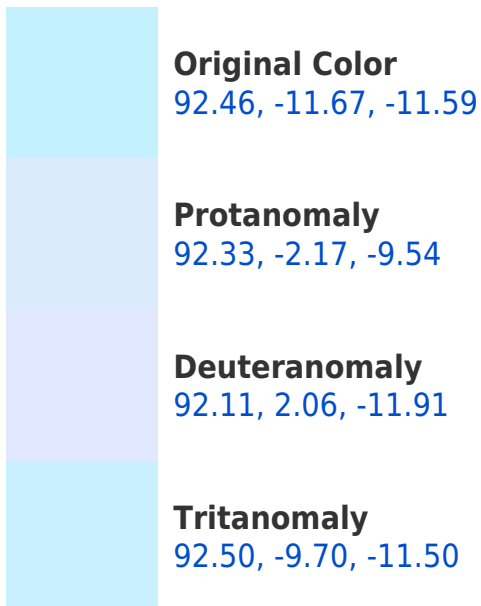 Original Color
92.46, -11.67, -11.59
Protanomaly
92.33, -2.17, -9.54
Deuteranomaly
92.11, 2.06, -11.91
Tritanomaly
92.50, -9.70, -11.50